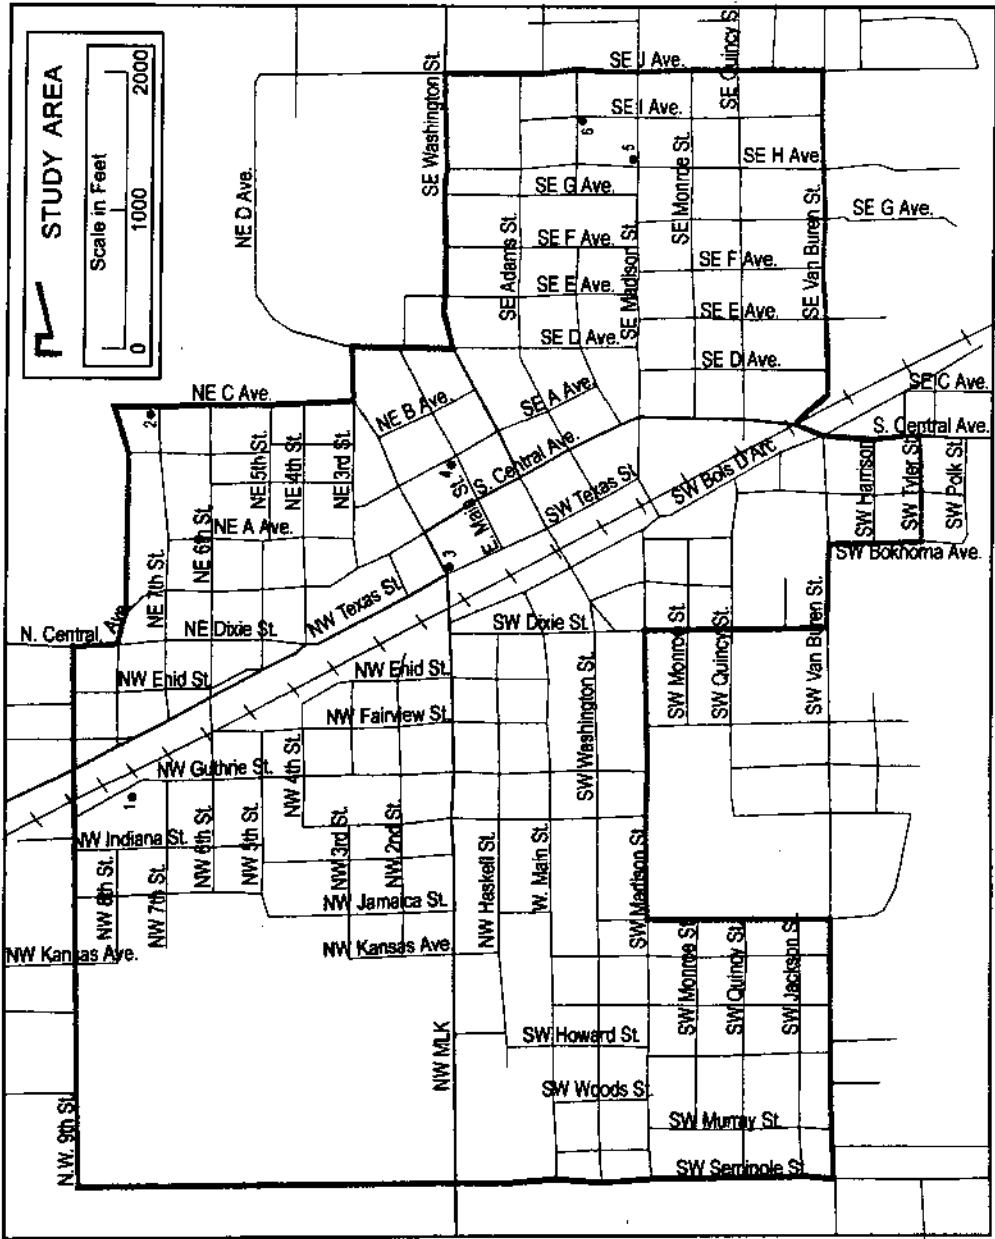 STUDY AREA
Scale in Feet
0 1000 2000
SE J Ave.
SE Quincy S
SE Washington St.
SE I Ave.
6
5
SE H Ave.
SE Monroe St.
NE D Ave.
SE G Ave.
SE G Ave.
SE Adams St.
SE F Ave.
SE Madison St.
SE Van Buren St.
SE F Ave.
SE E Ave.
SE E Ave.
SE D Ave.
SE D Ave.
NE C Ave.
SE C Ave.
2
NE B Ave.
SE A Ave.
S. Central Ave.
NE 5th St.
NE 4th St.
NE 3rd St.
4
S. Central Ave.
E. Main St.
SW Texas St
SW Bois D'Arc
SW Harrison
SW Tyler St.
SW Polk St.
NE A Ave.
NE 6th St.
NE 7th St.
3
SW Bokhoma Ave.
NW Texas St.
N. Central Ave
NE Dixie St.
SW Dixie St.
SW Monroe St.
SW Quincy St.
SW Van Buren St.
NW Enid St.
NW Enid St.
NW Fairview St.
SW Washington St.
NW Guthrie St.
NW 4th St.
1
NW Indiana St.
NW 6th St.
NW 5th St.
NW 3rd St.
NW 2nd St.
NW Haskell St.
W. Main St.
SW Madison St.
NW 8th St.
NW 7th St.
NW Jamaica St.
NW Kansas Ave.
NW Kansas Ave.
SW Monroe St
SW Quincy St.
SW Jackson S
NW MLK
SW Howard St.
SW Woods St.
N.W. 9th St.
SW Murray St.
SW Seminole St.